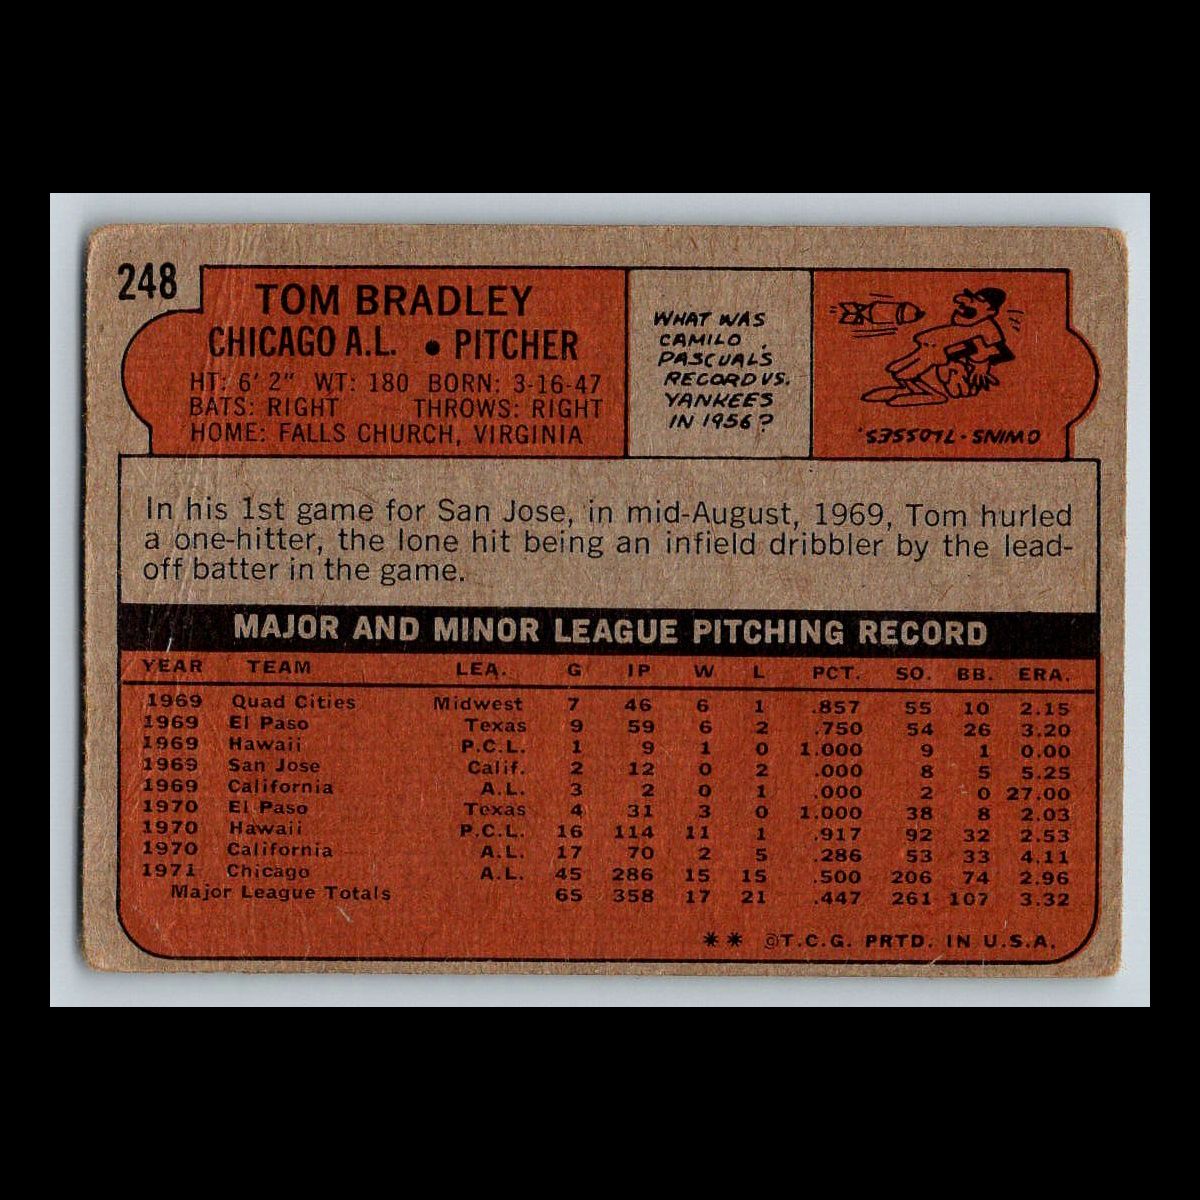 248
TOM BRADLEY
CHICAGO A.L. • PITCHER
HT: 6' 2" WT: 180 BORN: 3-16-47
BATS: RIGHT THROWS: RIGHT
HOME: FALLS CHURCH, VIRGINIA
WHAT WAS
CAMILO
PASCUAL'S
RECORD VS.
YANKEES
IN 1956?
0 WINS - 7 LOSSES.
In his 1st game for San Jose, in mid-August, 1969, Tom hurled
a one-hitter, the lone hit being an infield dribbler by the lead-
off batter in the game.
MAJOR AND MINOR LEAGUE PITCHING RECORD
YEAR TEAM LEA. G IP W L PCT. SO. BB. ERA.
1969 Quad Cities Midwest 7 46 6 1 .857 55 10 2.15
1969 El Paso Texas 9 59 6 2 .750 54 26 3.20
1969 Hawaii P.C.L. 1 9 1 0 1.000 9 1 0.00
1969 San Jose Calif. 2 12 0 2 .000 8 5 5.25
1969 California A.L. 3 2 0 1 .000 2 0 27.00
1970 El Paso Texas 4 31 3 0 1.000 38 8 2.03
1970 Hawaii P.C.L. 16 114 11 1 .917 92 32 2.53
1970 California A.L. 17 70 2 5 .286 53 33 4.11
1971 Chicago A.L. 45 286 15 15 .500 206 74 2.96
Major League Totals 65 358 17 21 .447 261 107 3.32
** ©T.C.G. PRTD. IN U.S.A.